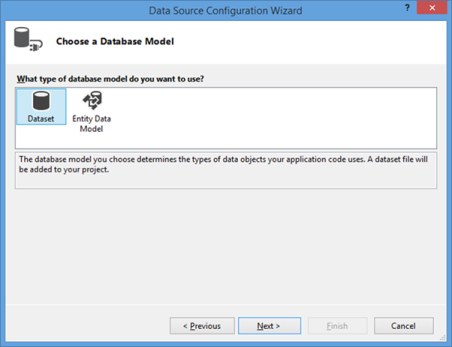 Data Source Configuration Wizard
?
Choose a Database Model
What type of database model do you want to use?
Dataset
Entity Data
Model
The database model you choose determines the types of data objects your application code uses. A dataset file will
be added to your project.
< Previous
Next >
Finish
Cancel